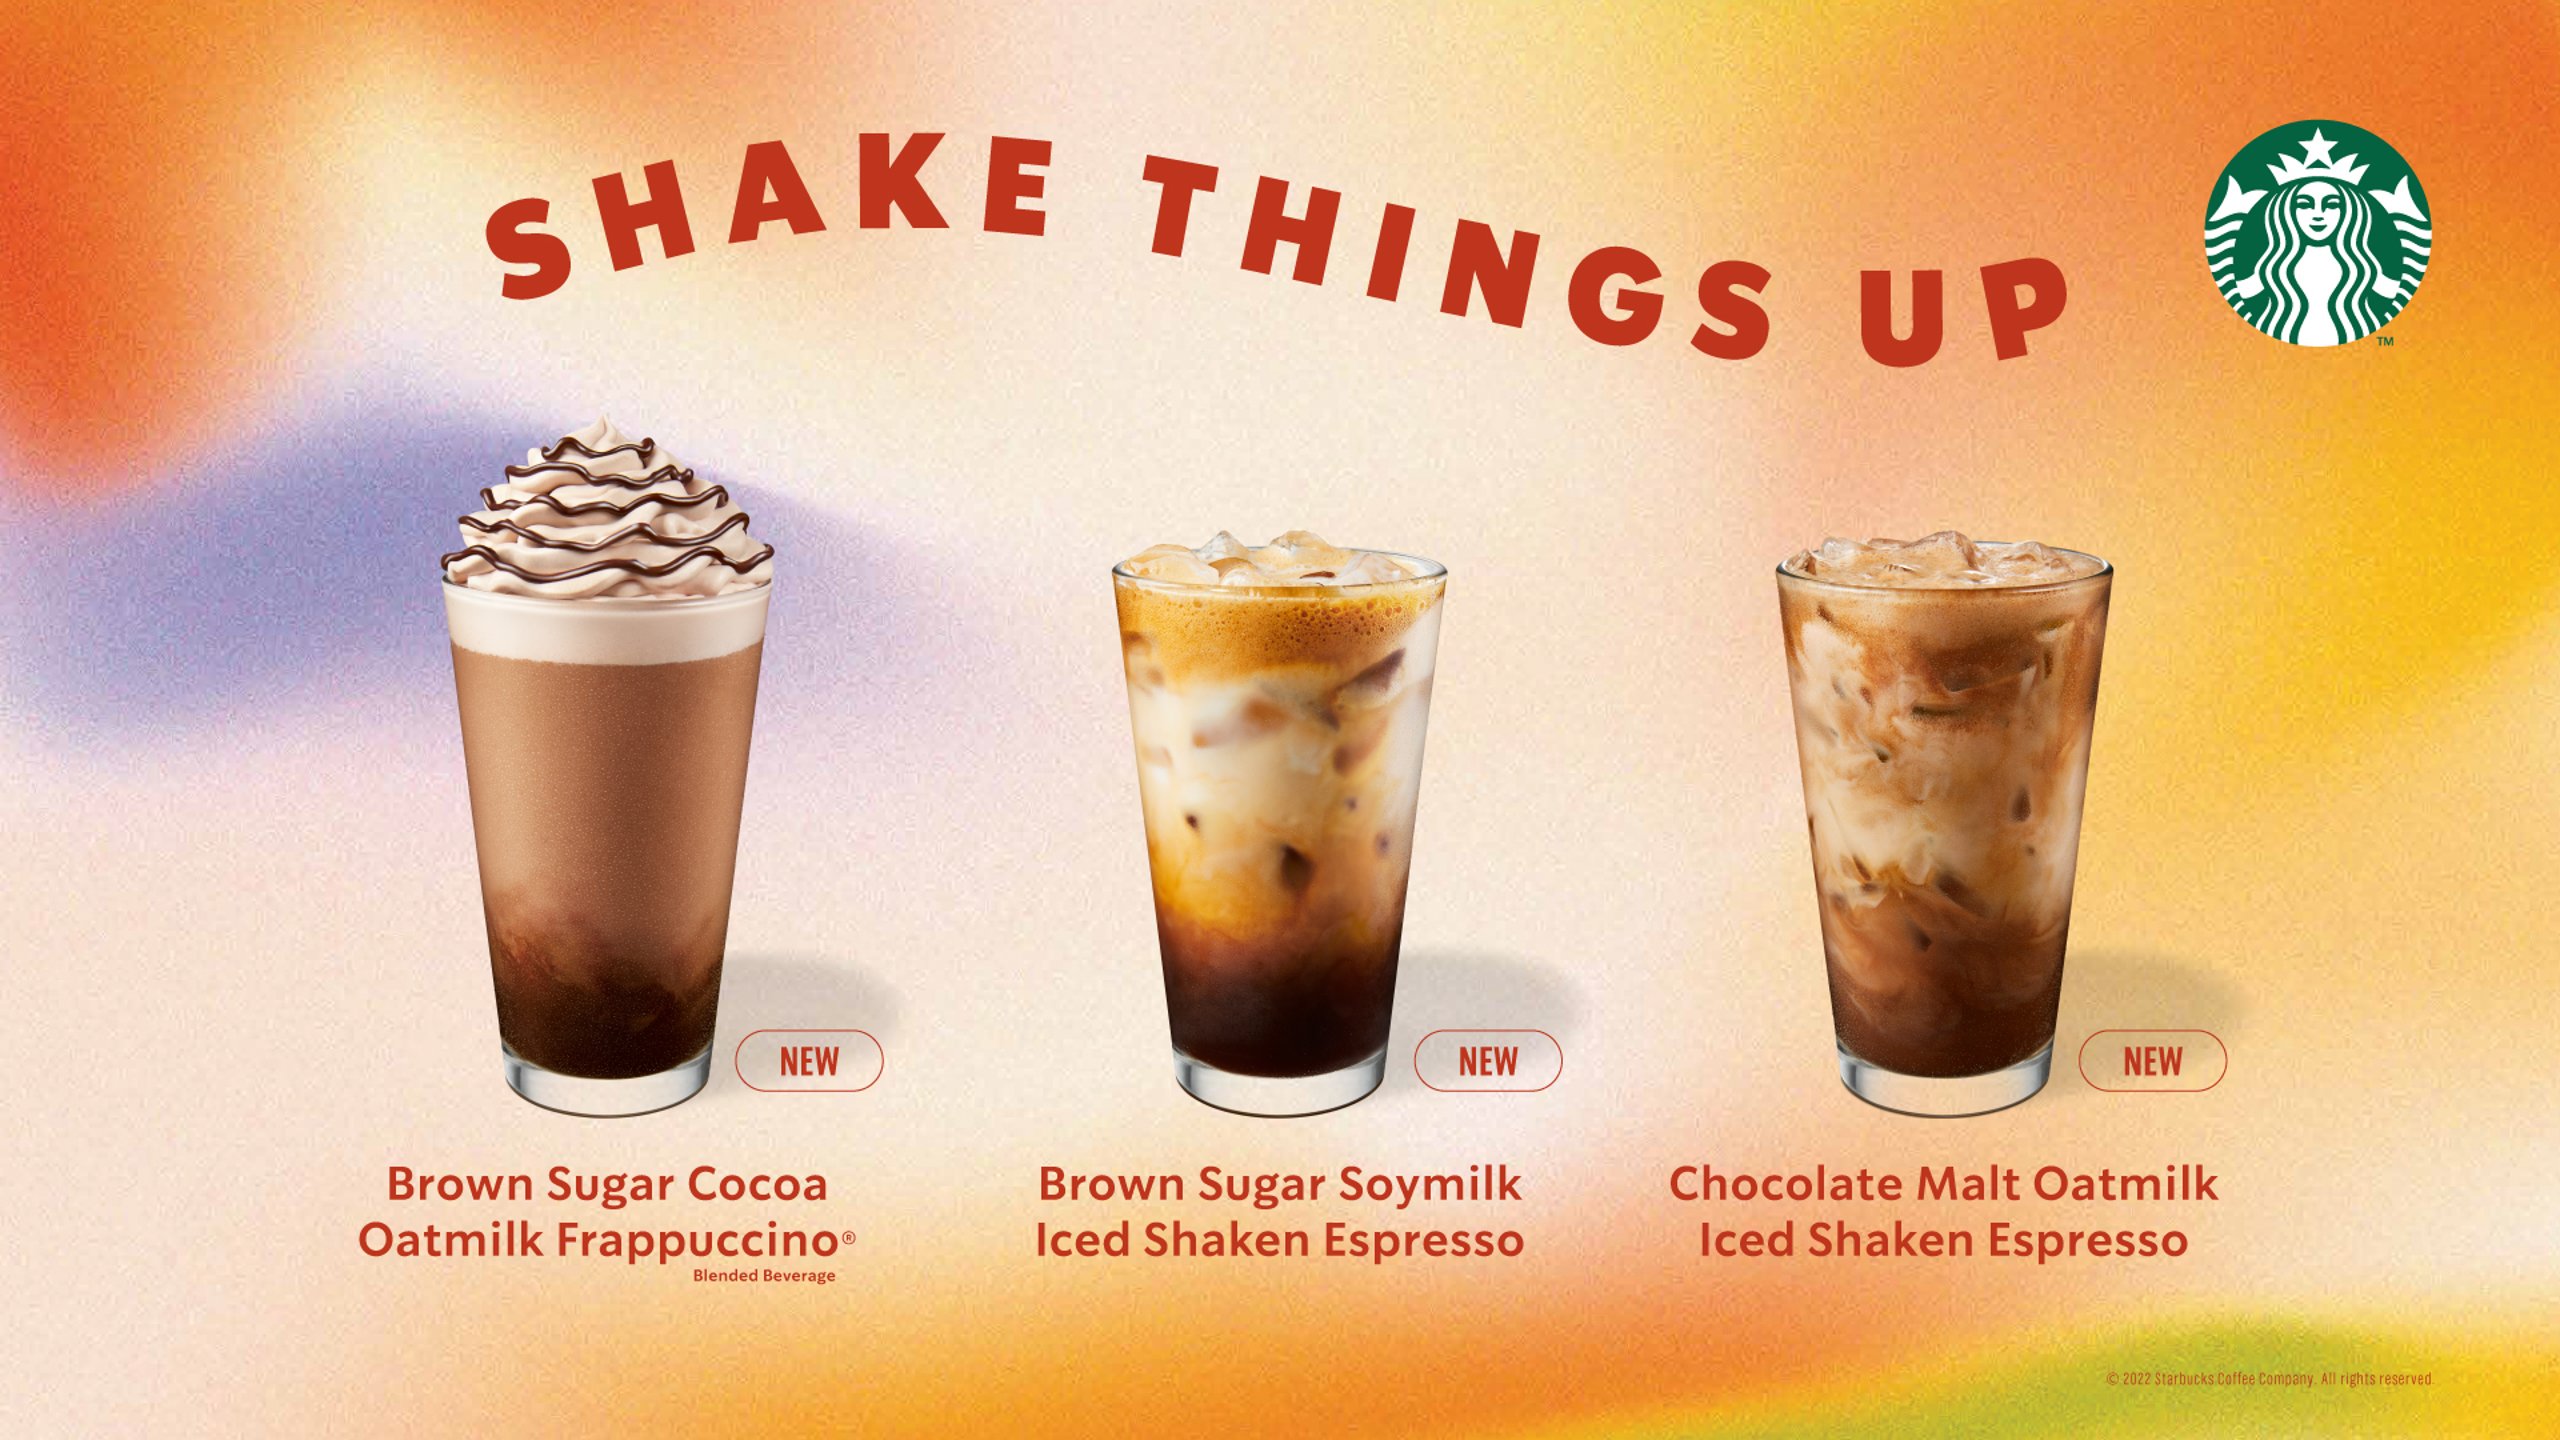 SHAKE THINGS UP
TM
NEW
NEW
NEW
Brown Sugar Cocoa
Oatmilk Frappuccino®
Blended Beverage
Brown Sugar Soymilk
Iced Shaken Espresso
Chocolate Malt Oatmilk
Iced Shaken Espresso
© 2022 Starbucks Coffee Company. All rights reserved.